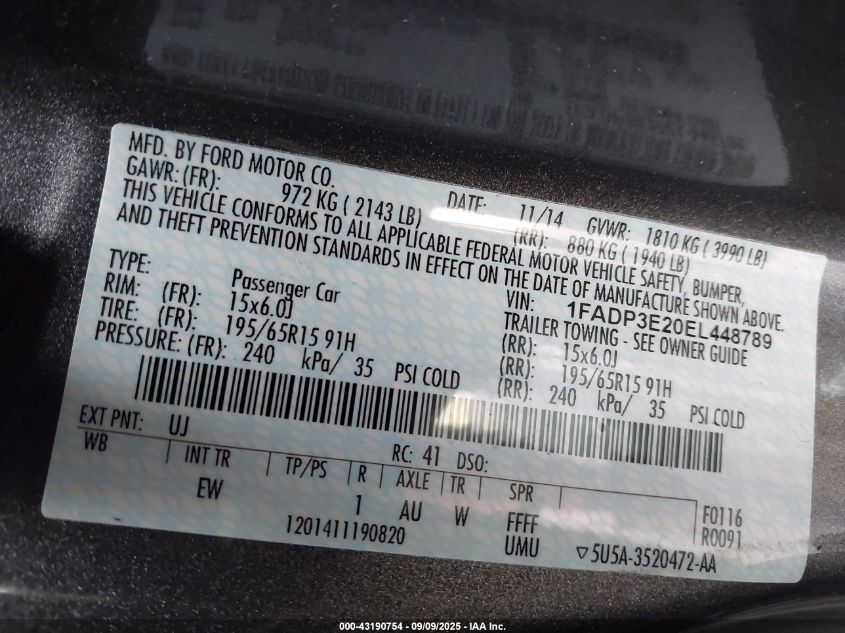 MFD. BY FORD MOTOR CO.
DATE: 11/14 GVWR: 1810 KG ( 3990 LB)
GAWR: (FR): 972 KG ( 2143 LB) (RR): 880 KG ( 1940 LB)
THIS VEHICLE CONFORMS TO ALL APPLICABLE FEDERAL MOTOR VEHICLE SAFETY, BUMPER,
AND THEFT PREVENTION STANDARDS IN EFFECT ON THE DATE OF MANUFACTURE SHOWN ABOVE.
VIN: 1FADP3E20EL448789
TYPE: Passenger Car TRAILER TOWING - SEE OWNER GUIDE
RIM: (FR): 15x6.0J (RR): 15x6.0J
TIRE: (FR): 195/65R15 91H (RR): 195/65R15 91H
PRESSURE: (FR): 240 kPa/ 35 PSI COLD (RR): 240 kPa/ 35 PSI COLD
EXT PNT: UJ RC: 41 DSO:
WB INT TR TP/PS R AXLE TR SPR
EW 1 AU W FFFF F0116
1201411190820 UMU R0091
5U5A-3520472-AA
000-43190754 - 09/09/2025 - IAA Inc.